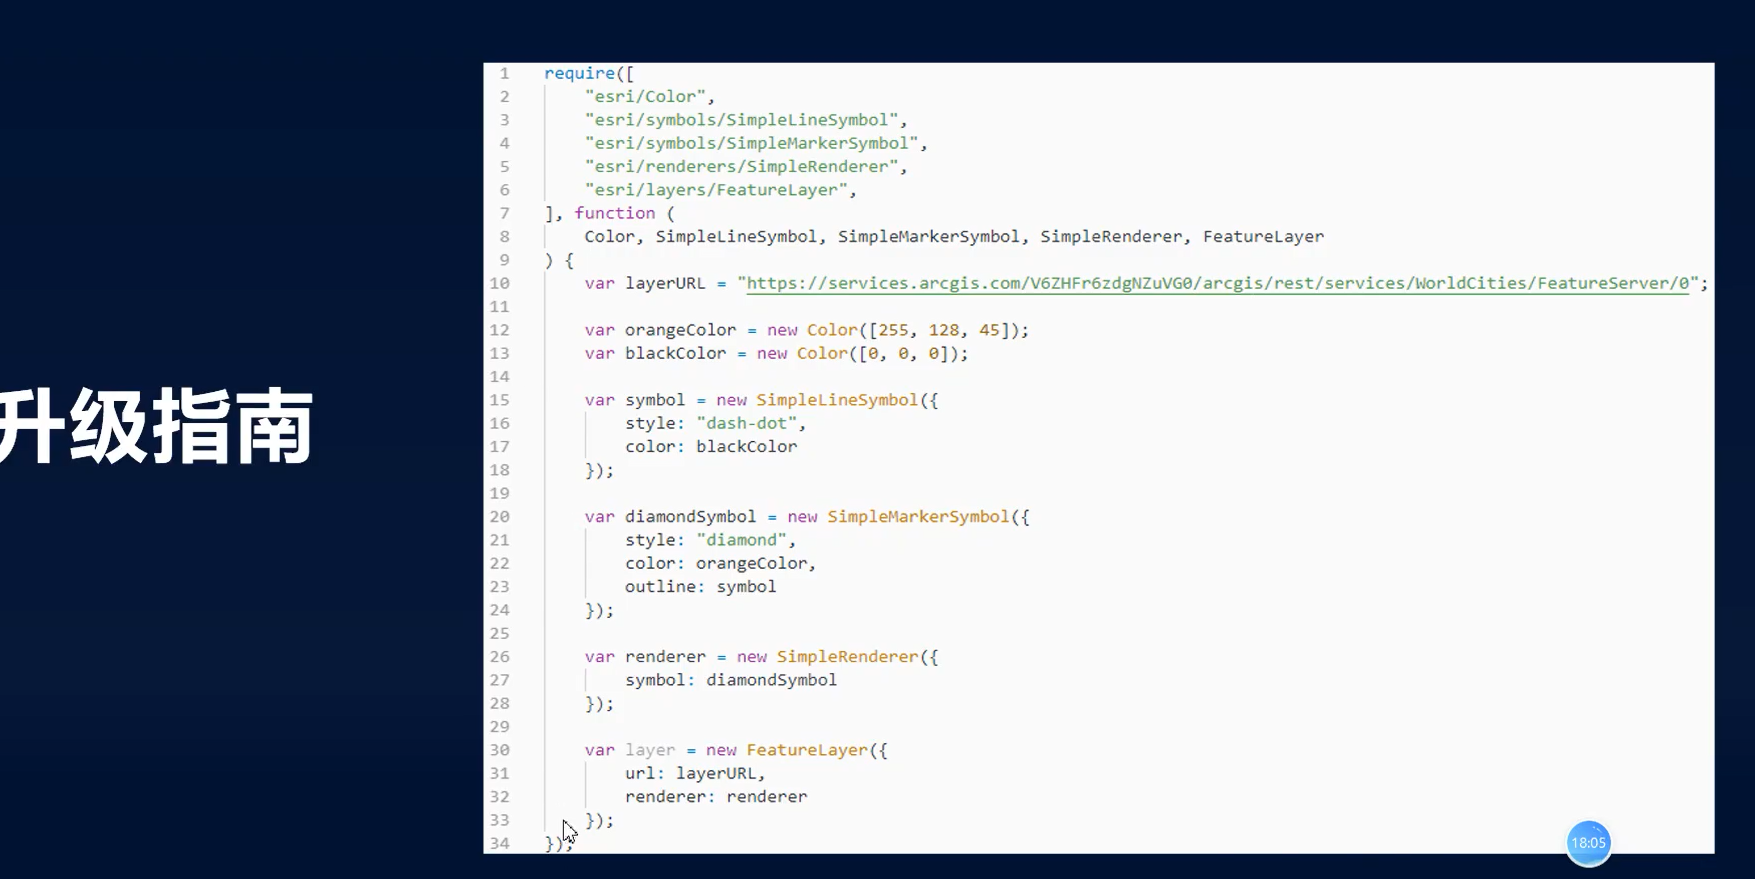 升级指南
1 require([
2 "esri/Color",
3 "esri/symbols/SimpleLineSymbol",
4 "esri/symbols/SimpleMarkerSymbol",
5 "esri/renderers/SimpleRenderer",
6 "esri/layers/FeatureLayer",
7 ], function (
8 Color, SimpleLineSymbol, SimpleMarkerSymbol, SimpleRenderer, FeatureLayer
9 ) {
10 var layerURL = "https://services.arcgis.com/V6ZHFr6zdgNZuVG0/arcgis/rest/services/WorldCities/FeatureServer/0";
11
12 var orangeColor = new Color([255, 128, 45]);
13 var blackColor = new Color([0, 0, 0]);
14
15 var symbol = new SimpleLineSymbol({
16 style: "dash-dot",
17 color: blackColor
18 });
19
20 var diamondSymbol = new SimpleMarkerSymbol({
21 style: "diamond",
22 color: orangeColor,
23 outline: symbol
24 });
25
26 var renderer = new SimpleRenderer({
27 symbol: diamondSymbol
28 });
29
30 var layer = new FeatureLayer({
31 url: layerURL,
32 renderer: renderer
33 });
34 });
18:05